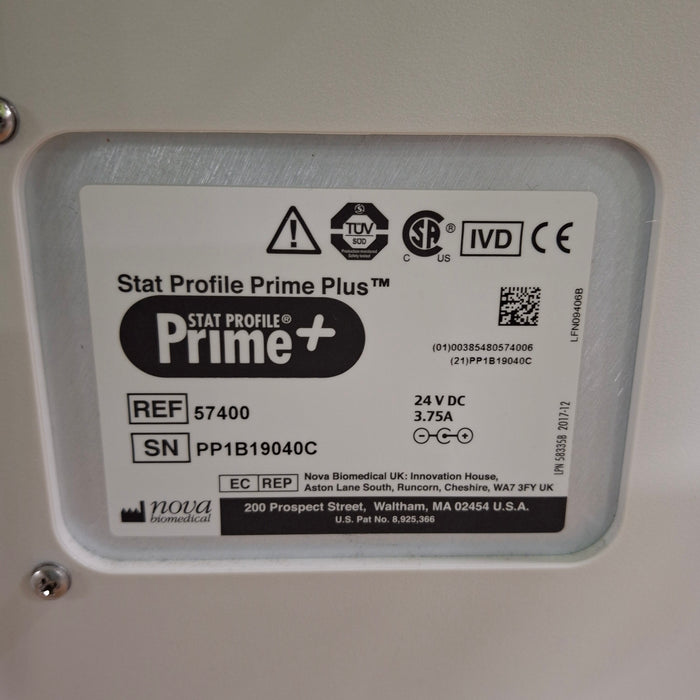 TÜV
SÜD
SA®
C US
IVD
CE
Stat Profile Prime Plus™
STAT PROFILE®
Prime+
LFN09406B
(01)00385480574006
(21)PP1B19040C
REF 57400
24 V DC
3.75A
SN PP1B19040C
LPN 58335B 2017-12
EC REP
Nova Biomedical UK: Innovation House,
Aston Lane South, Runcorn, Cheshire, WA7 3FY UK
nova
biomedical
200 Prospect Street, Waltham, MA 02454 U.S.A.
U.S. Pat No. 8,925,366